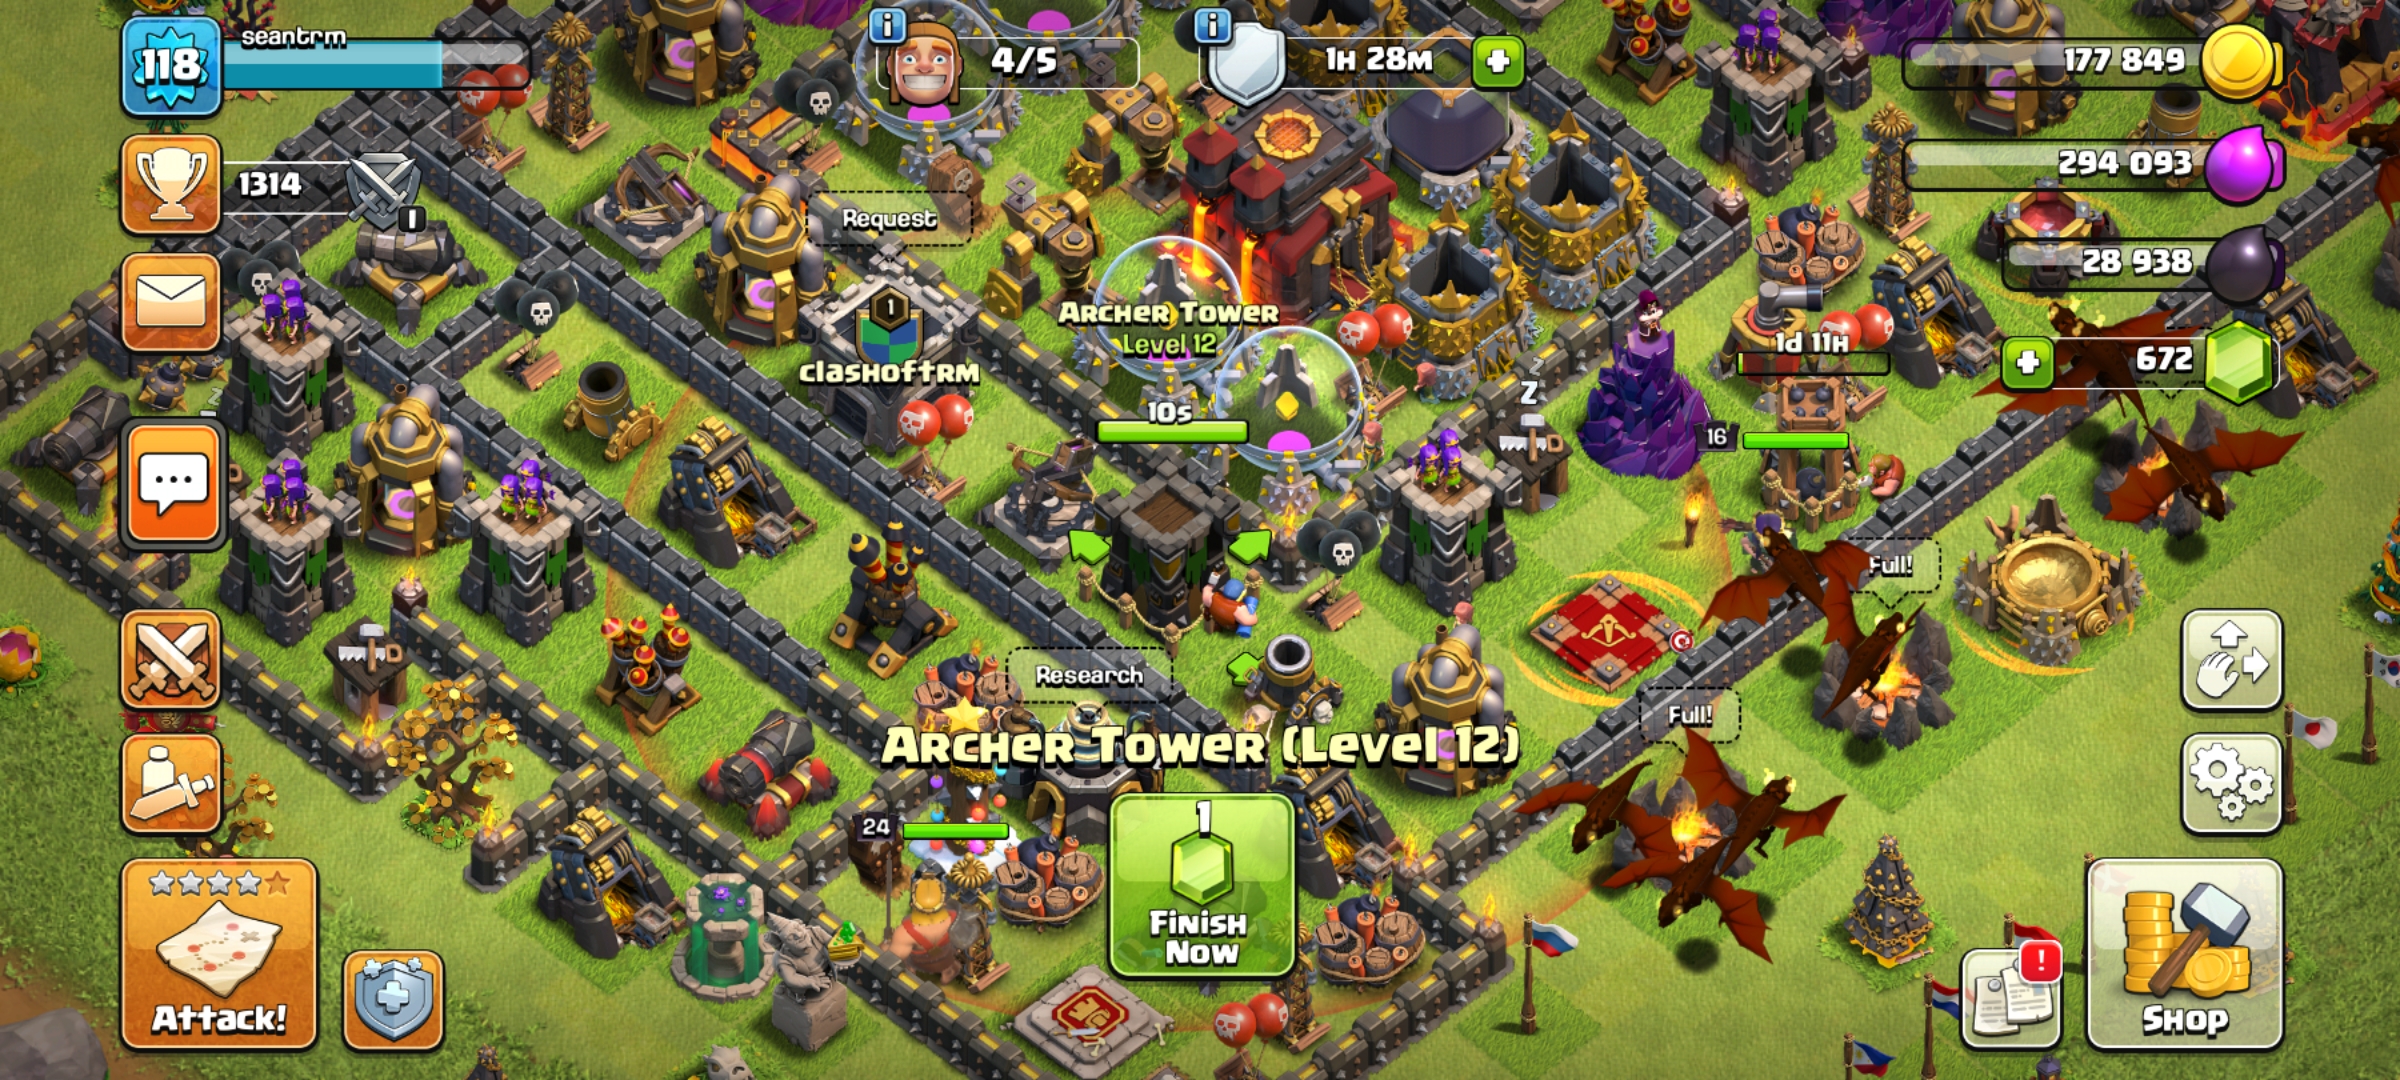 118
seantrm
i
4/5
i
1H 28M
+
177 849
1314
I
294 093
28 938
+
672
Request
1
clashoftrm
Archer Tower
Level 12
10s
1d 11H
Z
Z
Z
16
Full!
Research
Full!
Archer Tower (Level 12)
24
1
Finish
Now
Attack!
!
Shop